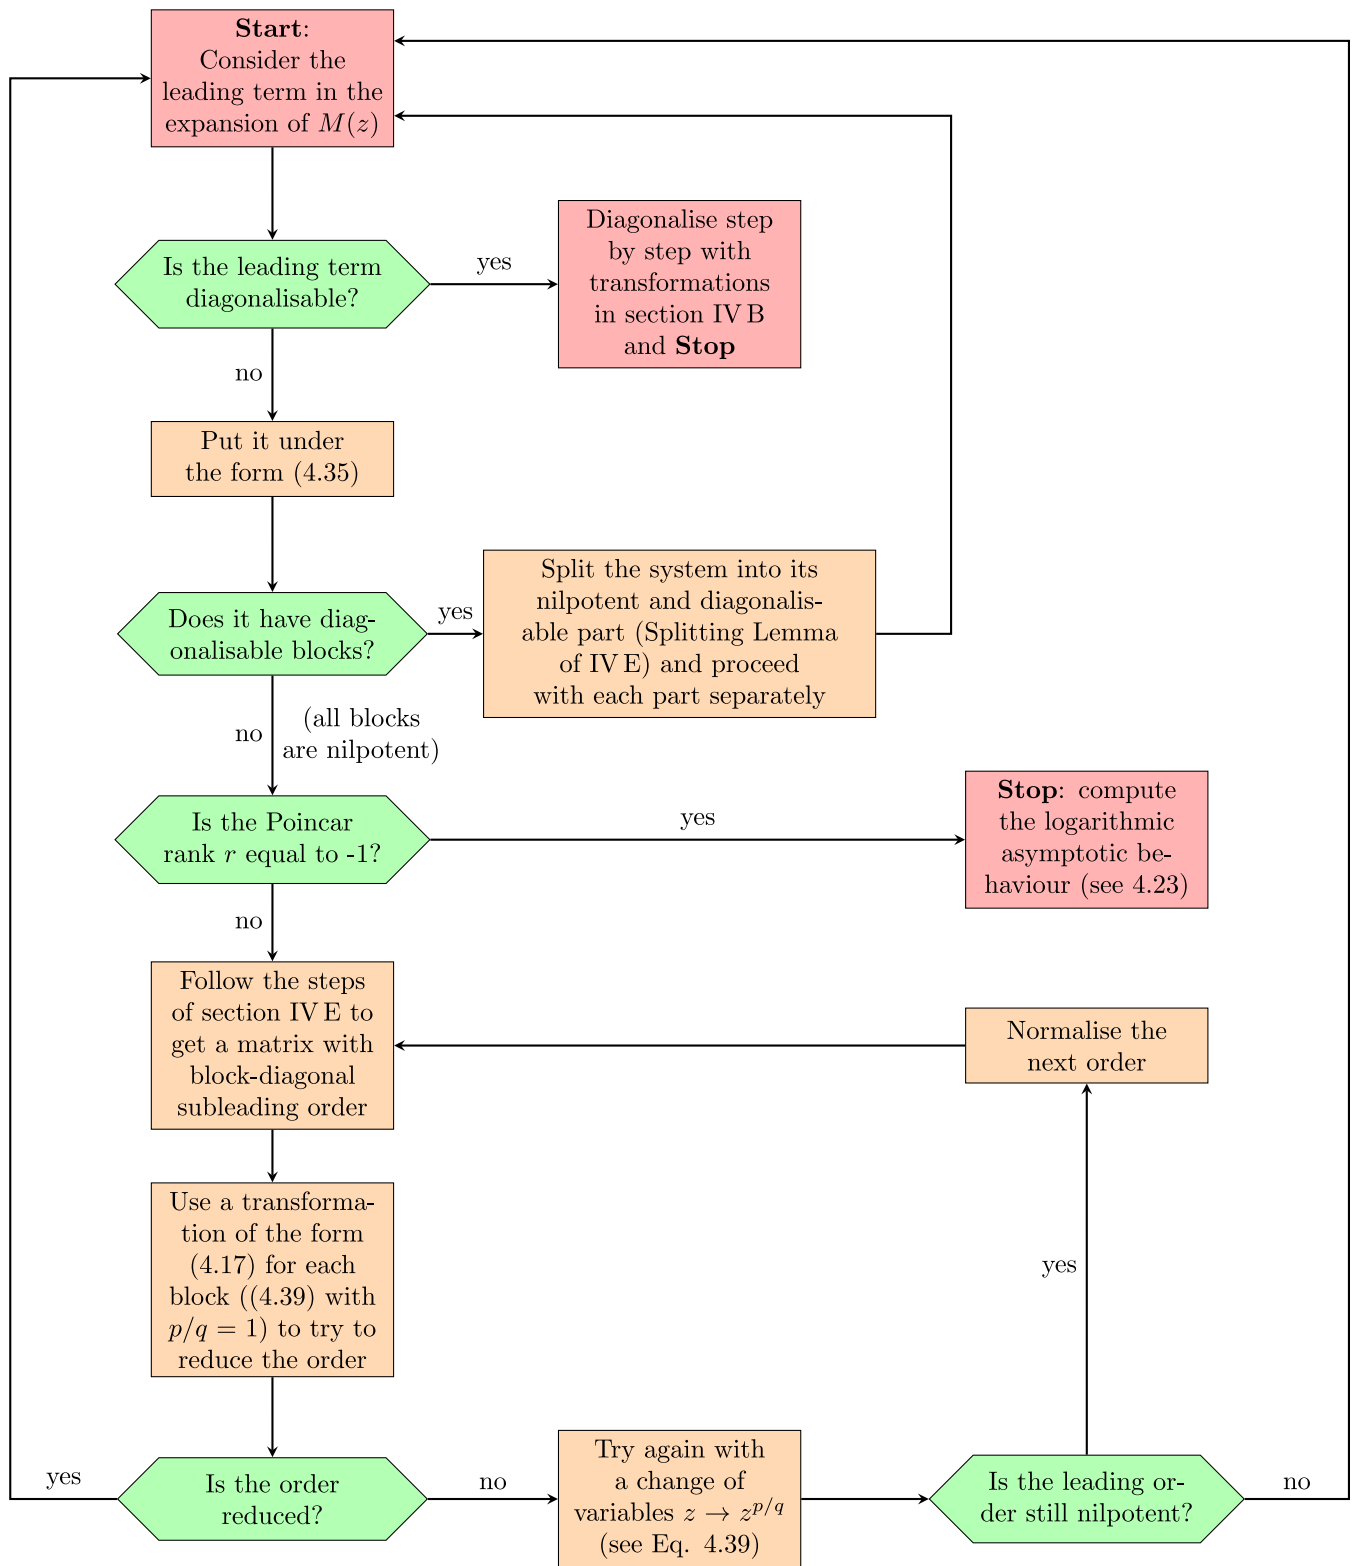 Start:
Consider the
leading term in the
expansion of M(z)
Is the leading term
diagonalisable?
yes
Diagonalise step
by step with
transformations
in section IV B
and Stop
no
Put it under
the form (4.35)
Does it have diag-
onalisable blocks?
yes
Split the system into its
nilpotent and diagonalis-
able part (Splitting Lemma
of IV E) and proceed
with each part separately
no
(all blocks
are nilpotent)
Is the Poincar
rank r equal to -1?
yes
Stop: compute
the logarithmic
asymptotic be-
haviour (see 4.23)
no
Follow the steps
of section IV E to
get a matrix with
block-diagonal
subleading order
Normalise the
next order
Use a transforma-
tion of the form
(4.17) for each
block ((4.39) with
p/q = 1) to try to
reduce the order
yes
Is the order
reduced?
yes
no
Try again with
a change of
variables z → z^{p/q}
(see Eq. 4.39)
Is the leading or-
der still nilpotent?
no